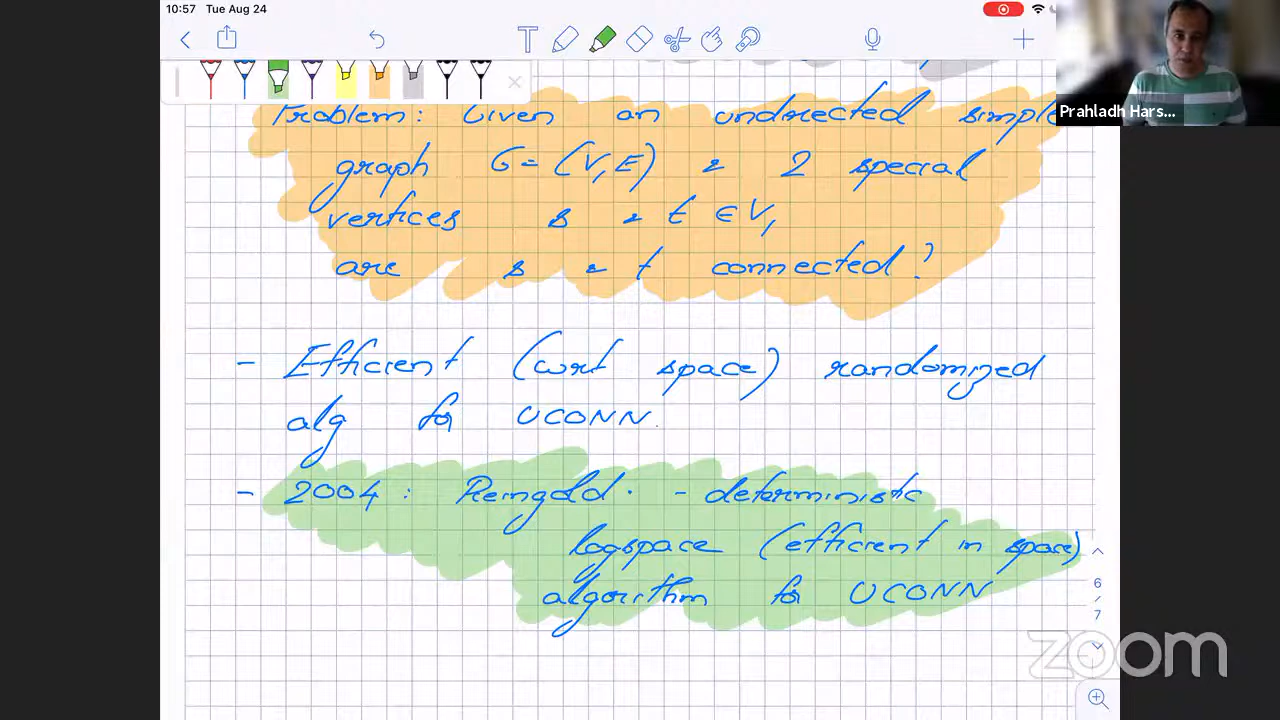 10:57 Tue Aug 24
Prahladh Hars...
Problem: Given an undirected simple
graph G = (V,E) & 2 special
vertices s & t ∈ V,
are s & t connected?
- Efficient (wrt space) randomized
alg for UCONN.
- 2004: Reingold. - deterministic
logspace (efficient in space)
algorithm for UCONN
6
7
zoom